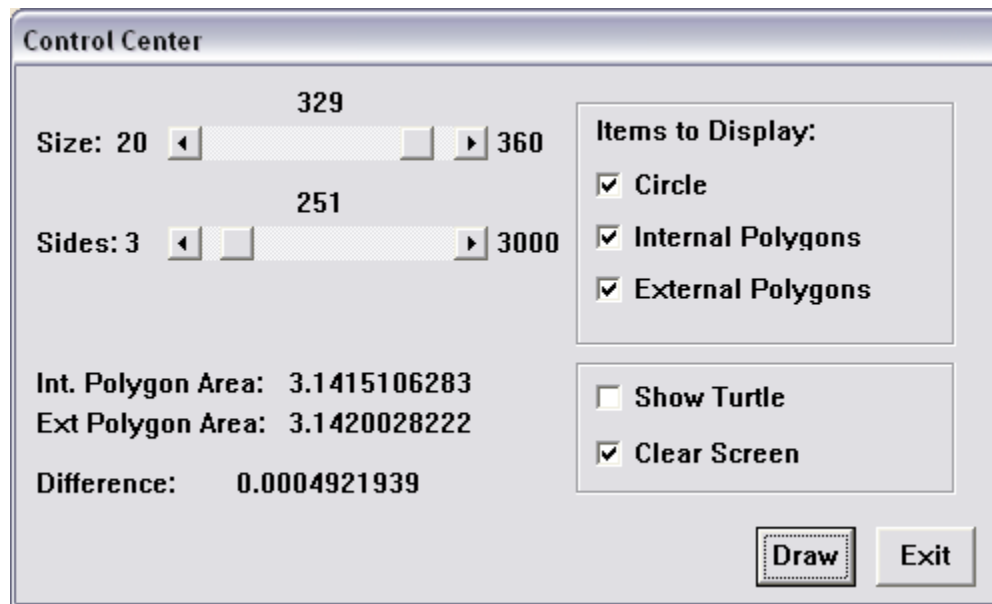 Control Center
329
Size: 20 360
251
Sides: 3 3000
Items to Display:
Circle
Internal Polygons
External Polygons
Int. Polygon Area: 3.1415106283
Ext Polygon Area: 3.1420028222
Difference: 0.0004921939
Show Turtle
Clear Screen
Draw Exit